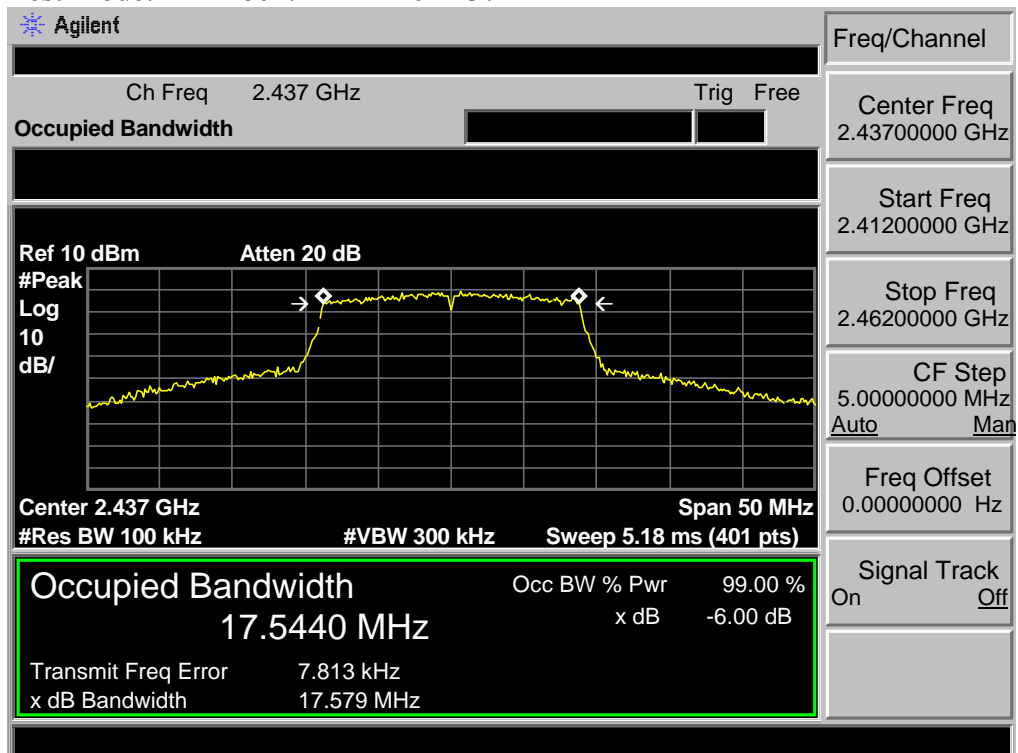 Agilent
Freq/Channel
Ch Freq 2.437 GHz Trig Free
Occupied Bandwidth
Center Freq
2.43700000 GHz
Start Freq
2.41200000 GHz
Ref 10 dBm Atten 20 dB
#Peak
Log
10
dB/
Stop Freq
2.46200000 GHz
CF Step
5.00000000 MHz
Auto Man
Freq Offset
0.00000000 Hz
Center 2.437 GHz Span 50 MHz
#Res BW 100 kHz #VBW 300 kHz Sweep 5.18 ms (401 pts)
Signal Track
On Off
Occupied Bandwidth
17.5440 MHz
Occ BW % Pwr 99.00 %
x dB -6.00 dB
Transmit Freq Error 7.813 kHz
x dB Bandwidth 17.579 MHz